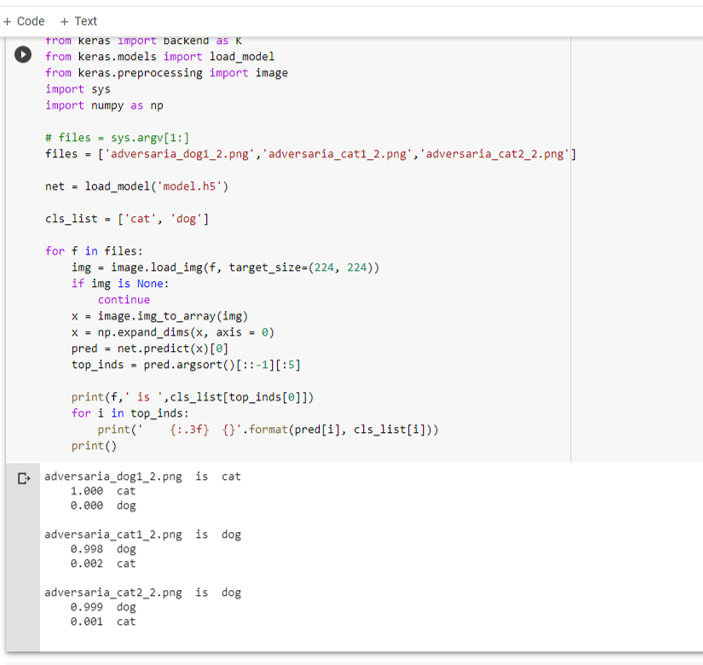 + Code + Text
from keras import backend as K
from keras.models import load_model
from keras.preprocessing import image
import sys
import numpy as np
# files = sys.argv[1:]
files = ['adversaria_dog1_2.png','adversaria_cat1_2.png','adversaria_cat2_2.png']
net = load_model('model.h5')
cls_list = ['cat', 'dog']
for f in files:
    img = image.load_img(f, target_size=(224, 224))
    if img is None:
        continue
    x = image.img_to_array(img)
    x = np.expand_dims(x, axis = 0)
    pred = net.predict(x)[0]
    top_inds = pred.argsort()[::-1][:5]
    print(f,' is ',cls_list[top_inds[0]])
    for i in top_inds:
        print('    {:.3f}  {}'.format(pred[i], cls_list[i]))
    print()
adversaria_dog1_2.png  is  cat
    1.000  cat
    0.000  dog
adversaria_cat1_2.png  is  dog
    0.998  dog
    0.002  cat
adversaria_cat2_2.png  is  dog
    0.999  dog
    0.001  cat